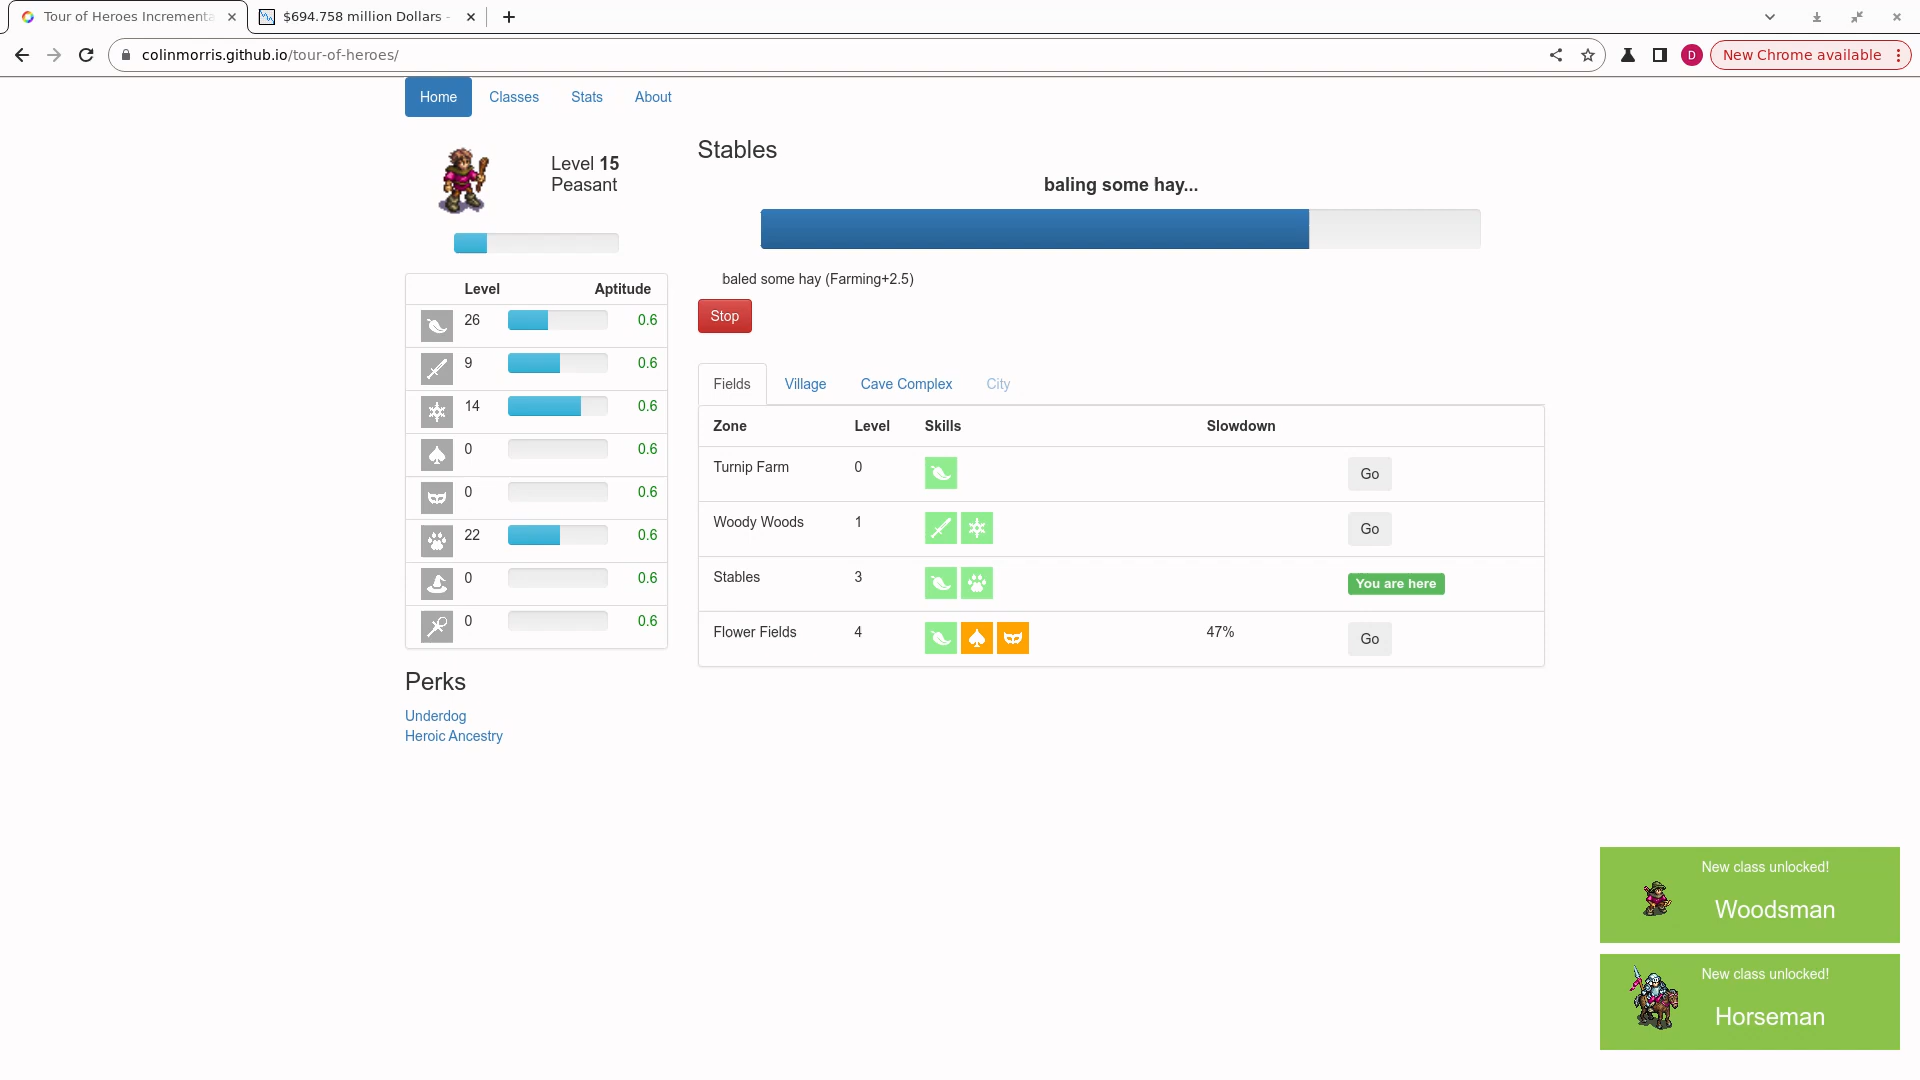 Tour of Heroes Incrementa
$694.758 million Dollars -
colinmorris.github.io/tour-of-heroes/
D
New Chrome available
Home
Classes
Stats
About
Level 15
Peasant
Level
Aptitude
26
0.6
9
0.6
14
0.6
0
0.6
0
0.6
22
0.6
0
0.6
0
0.6
Perks
Underdog
Heroic Ancestry
Stables
baling some hay...
baled some hay (Farming+2.5)
Stop
Fields
Village
Cave Complex
City
Zone
Level
Skills
Slowdown
Turnip Farm
0
Go
Woody Woods
1
Go
Stables
3
You are here
Flower Fields
4
47%
Go
New class unlocked!
Woodsman
New class unlocked!
Horseman